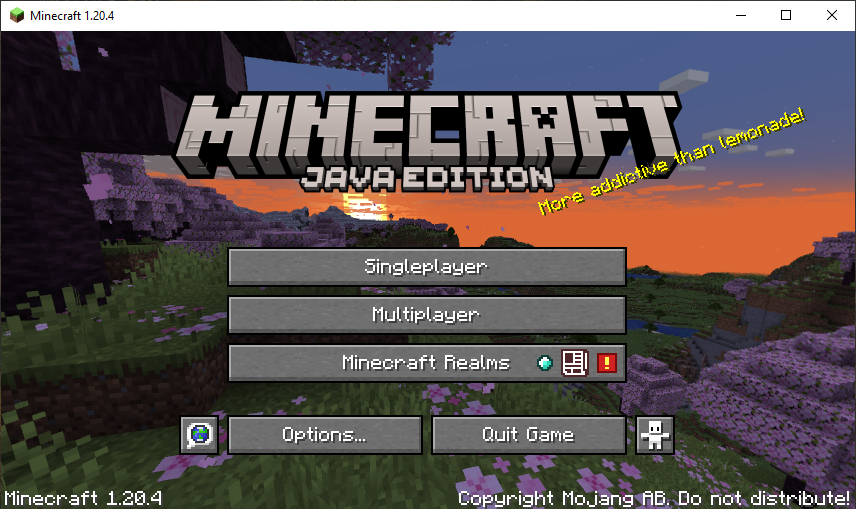 Minecraft 1.20.4
MINECRAFT
JAVA EDITION
More addictive than lemonade!
Singleplayer
Multiplayer
Minecraft Realms !
Options...
Quit Game
Minecraft 1.20.4
Copyright Mojang AB. Do not distribute!